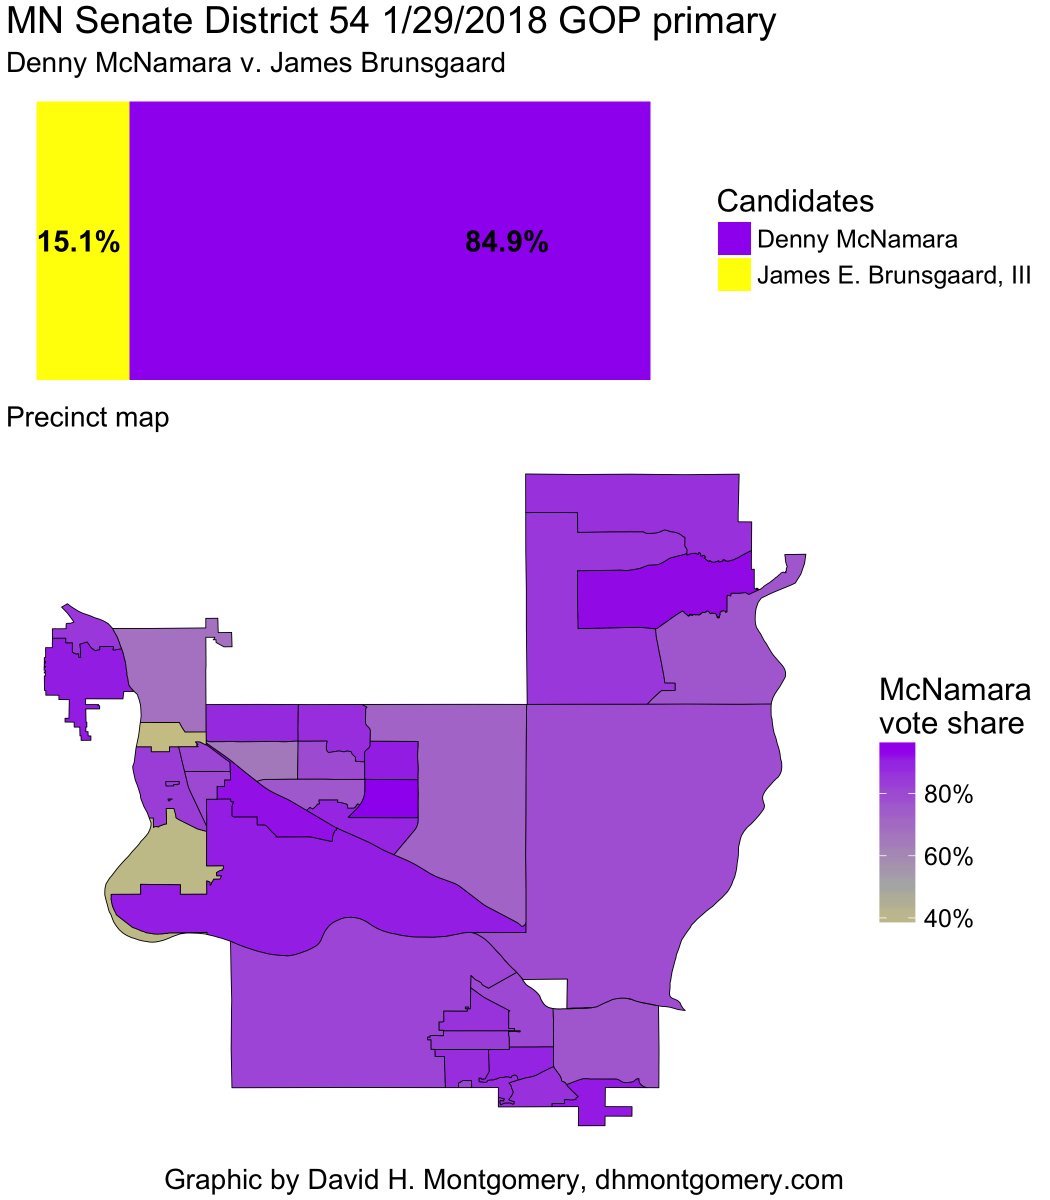 MN Senate District 54 1/29/2018 GOP primary
Denny McNamara v. James Brunsgaard
15.1%
84.9%
Candidates
Denny McNamara
James E. Brunsgaard, III
Precinct map
McNamara
vote share
80%
60%
40%
Graphic by David H. Montgomery, dhmontgomery.com